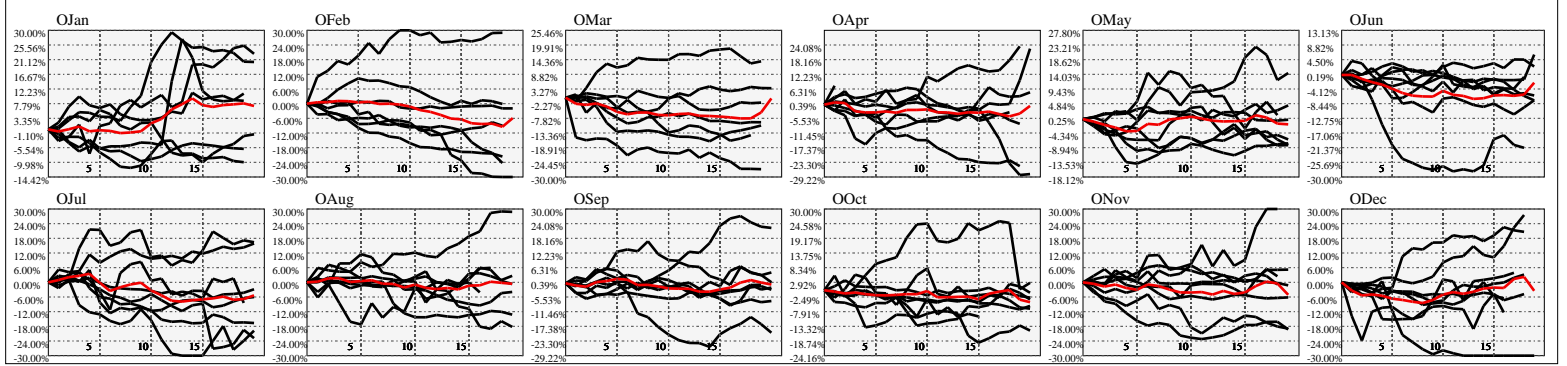 OJan OFeb OMar OApr OMay OJun
30.00% 30.00% 25.46% 27.80% 13.13%
25.56% 24.00% 19.91% 24.08% 23.21% 8.82%
21.12% 18.00% 14.36% 18.16% 18.62% 4.50%
16.67% 12.00% 8.82% 12.23% 14.03% 0.19%
12.23% 6.00% 3.27% 6.31% 9.43% -4.12%
7.79% 0.00% -2.27% 0.39% 4.84% -8.44%
3.35% -6.00% -7.82% -5.53% 0.25% -12.75%
-1.10% -12.00% -13.36% -11.45% -4.34% -17.06%
-5.54% -18.00% -18.91% -17.37% -8.94% -21.37%
-9.98% -24.00% -24.45% -23.30% -13.53% -25.69%
5 10 15 5 10 15 5 10 15 5 10 15 5 10 15 5 10 15
-14.42% -30.00% -30.00% -29.22% -18.12% -30.00%
OJul OAug OSep OOct ONov ODec
30.00% 30.00% 30.00% 30.00% 30.00% 30.00%
24.00% 24.00% 24.08% 24.58% 24.00% 24.00%
18.00% 18.00% 18.16% 19.17% 18.00% 18.00%
12.00% 12.00% 12.23% 13.75% 12.00% 12.00%
6.00% 6.00% 6.31% 8.34% 6.00% 6.00%
0.00% 0.00% 0.39% 2.92% 0.00% 0.00%
-6.00% -6.00% -5.53% -2.49% -6.00% -6.00%
-12.00% -12.00% -11.46% -7.91% -12.00% -12.00%
-18.00% -18.00% -17.38% -13.32% -18.00% -18.00%
-24.00% -24.00% -23.30% -18.74% -24.00% -24.00%
5 10 15 5 10 15 5 10 15 5 10 15 5 10 15 5 10 15
-30.00% -30.00% -29.22% -24.16% -30.00% -30.00%